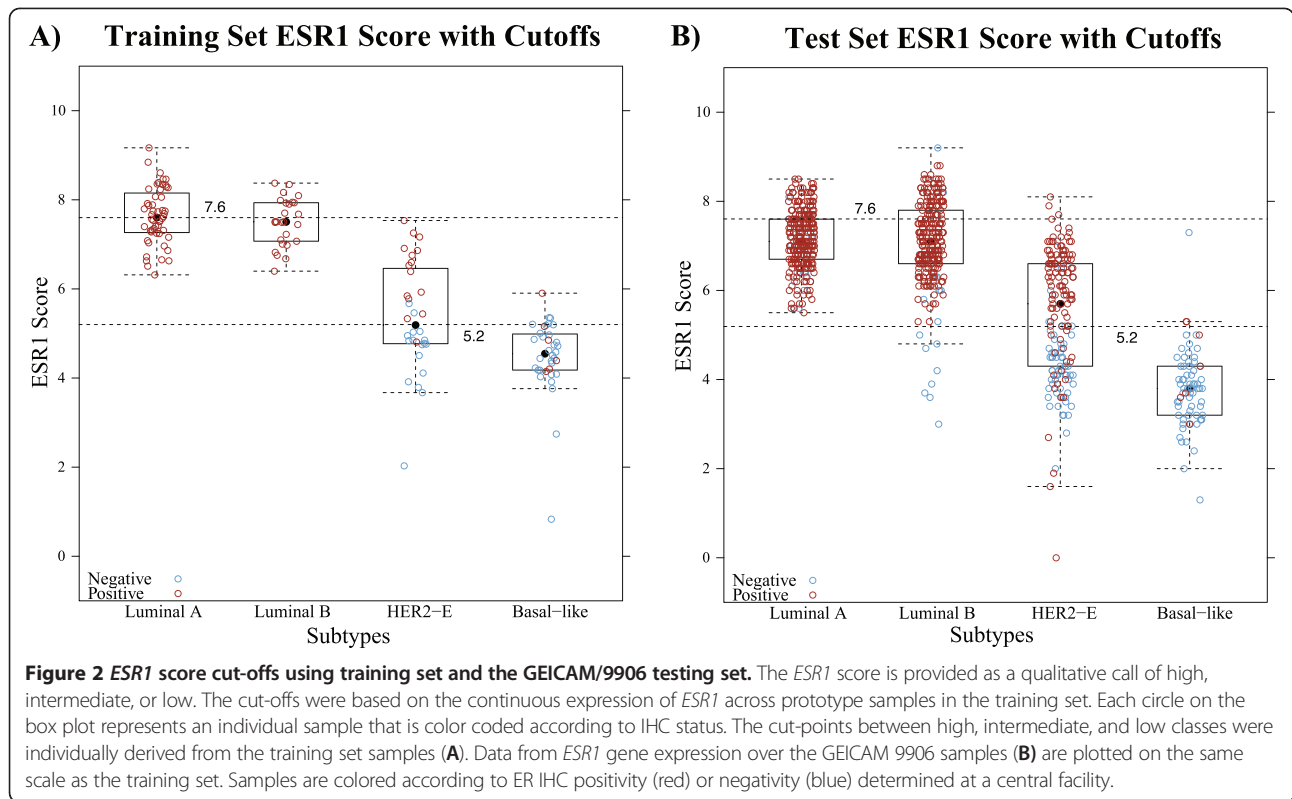 A) Training Set ESR1 Score with Cutoffs
10
8
6
4
2
0
ESR1 Score
7.6
5.2
Negative
Positive
Luminal A Luminal B HER2−E Basal−like
Subtypes
B) Test Set ESR1 Score with Cutoffs
10
8
6
4
2
0
ESR1 Score
7.6
5.2
Negative
Positive
Luminal A Luminal B HER2−E Basal−like
Subtypes
Figure 2 ESR1 score cut-offs using training set and the GEICAM/9906 testing set. The ESR1 score is provided as a qualitative call of high,
intermediate, or low. The cut-offs were based on the continuous expression of ESR1 across prototype samples in the training set. Each circle on the
box plot represents an individual sample that is color coded according to IHC status. The cut-points between high, intermediate, and low classes were
individually derived from the training set samples (A). Data from ESR1 gene expression over the GEICAM 9906 samples (B) are plotted on the same
scale as the training set. Samples are colored according to ER IHC positivity (red) or negativity (blue) determined at a central facility.